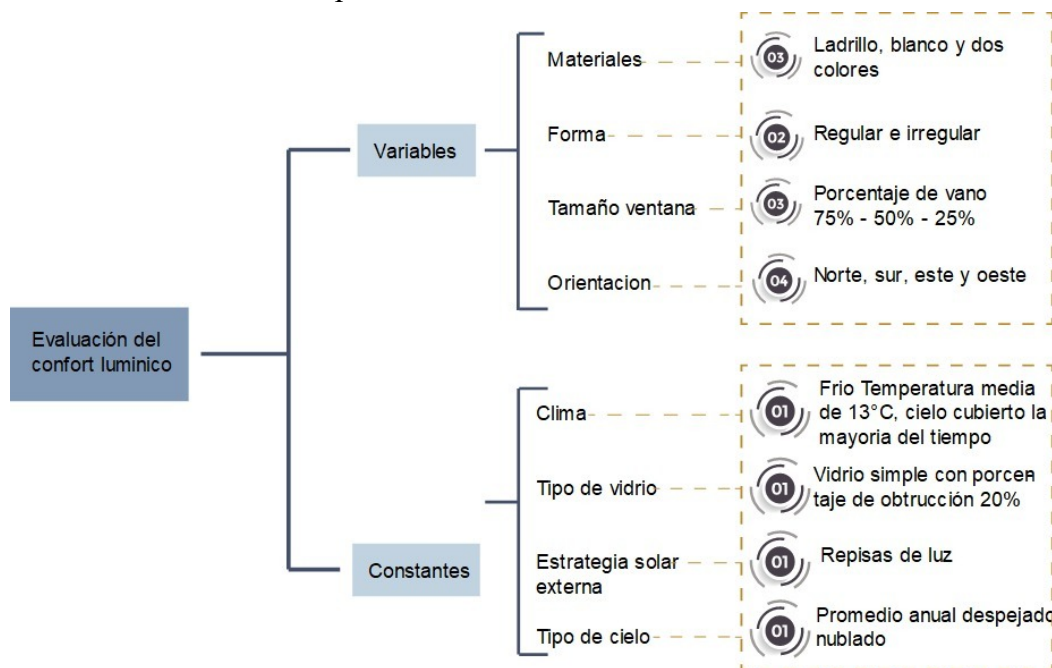 Evaluación del
confort luminico
Variables
Materiales
03
Ladrillo, blanco y dos
colores
Forma
02
Regular e irregular
Tamaño ventana
03
Porcentaje de vano
75% - 50% - 25%
Orientacion
04
Norte, sur, este y oeste
Constantes
Clima
01
Frio Temperatura media
de 13°C, cielo cubierto la
mayoria del tiempo
Tipo de vidrio
01
Vidrio simple con porcen
taje de obtrucción 20%
Estrategia solar
externa
01
Repisas de luz
Tipo de cielo
01
Promedio anual despejado
nublado